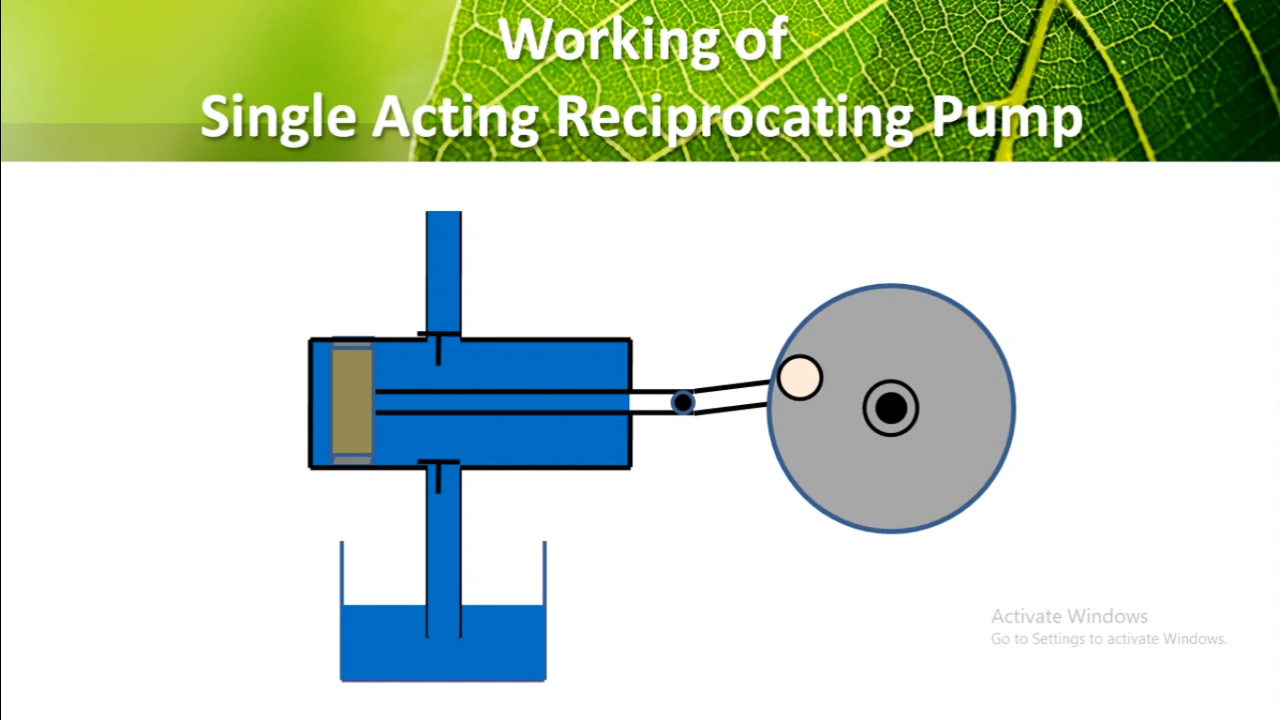 Working of
Single Acting Reciprocating Pump
Activate Windows
Go to Settings to activate Windows.